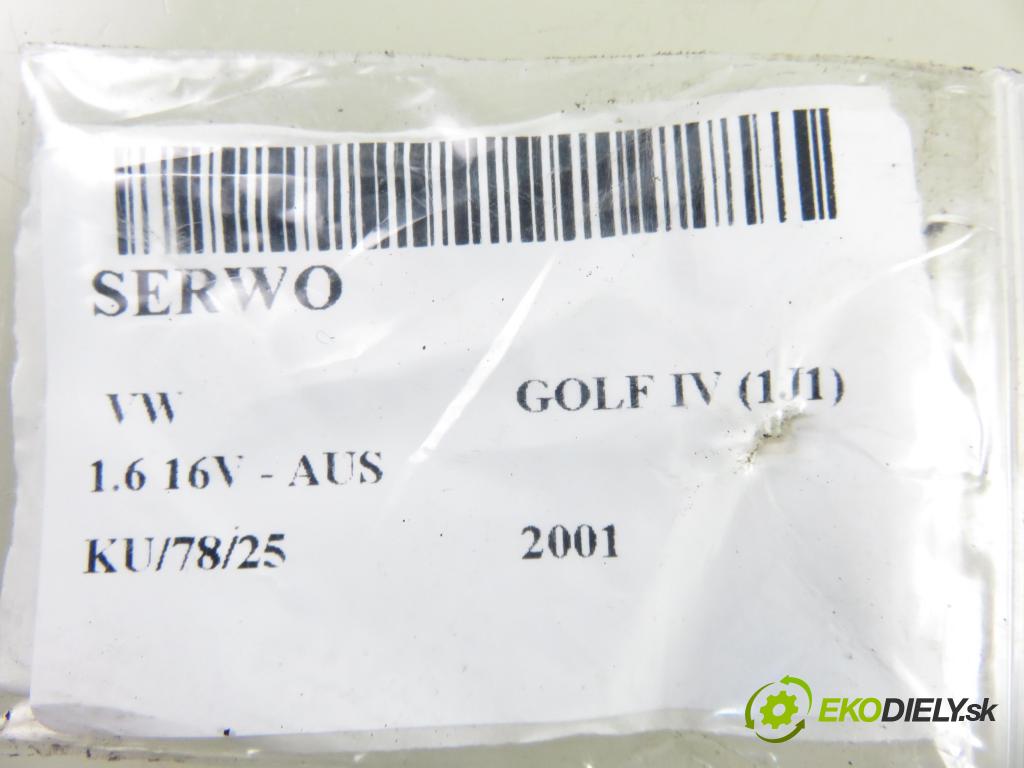 SERWO
VW GOLF IV (1J1)
1.6 16V - AUS
KU/78/25 2001
EKODIELY.sk